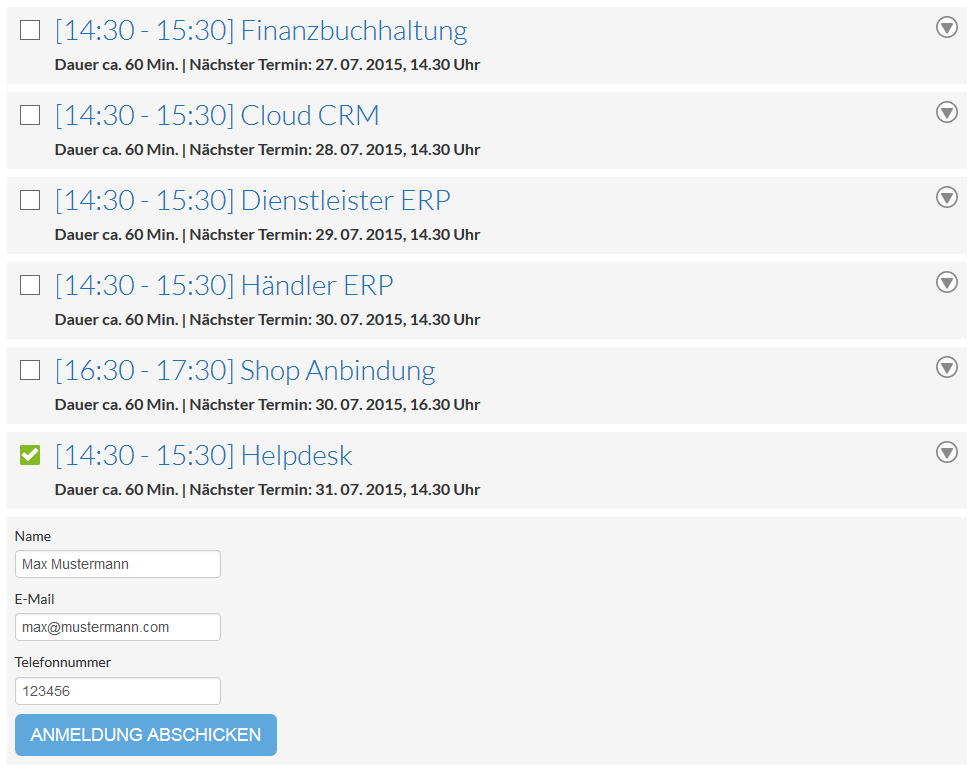 [14:30 - 15:30] Finanzbuchhaltung
Dauer ca. 60 Min. | Nächster Termin: 27. 07. 2015, 14.30 Uhr
[14:30 - 15:30] Cloud CRM
Dauer ca. 60 Min. | Nächster Termin: 28. 07. 2015, 14.30 Uhr
[14:30 - 15:30] Dienstleister ERP
Dauer ca. 60 Min. | Nächster Termin: 29. 07. 2015, 14.30 Uhr
[14:30 - 15:30] Händler ERP
Dauer ca. 60 Min. | Nächster Termin: 30. 07. 2015, 14.30 Uhr
[16:30 - 17:30] Shop Anbindung
Dauer ca. 60 Min. | Nächster Termin: 30. 07. 2015, 16.30 Uhr
[14:30 - 15:30] Helpdesk
Dauer ca. 60 Min. | Nächster Termin: 31. 07. 2015, 14.30 Uhr
Name
Max Mustermann
E-Mail
max@mustermann.com
Telefonnummer
123456
ANMELDUNG ABSCHICKEN